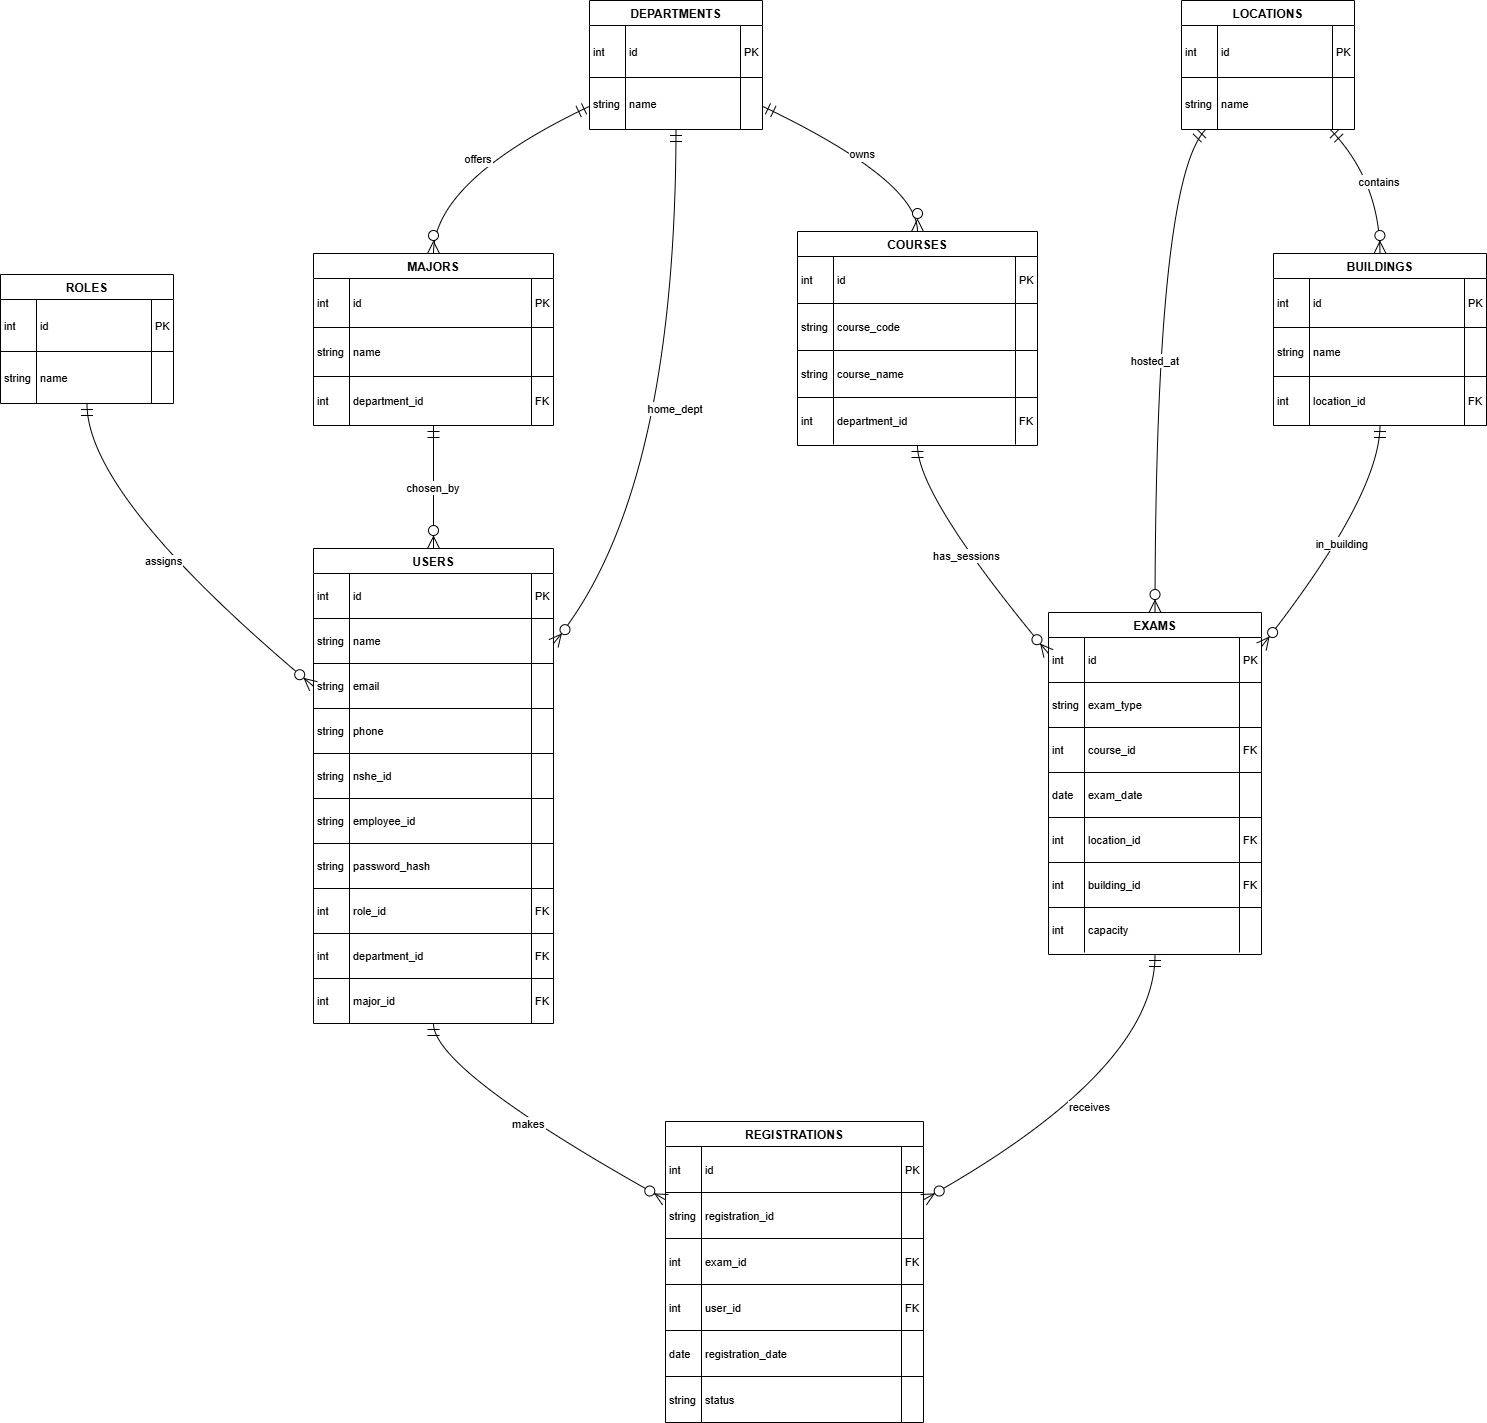 DEPARTMENTS
int id PK
string name
LOCATIONS
int id PK
string name
offers
owns
contains
ROLES
int id PK
string name
MAJORS
int id PK
string name
int department_id FK
COURSES
int id PK
string course_code
string course_name
int department_id FK
BUILDINGS
int id PK
string name
int location_id FK
hosted_at
home_dept
chosen_by
assigns
has_sessions
in_building
USERS
int id PK
string name
string email
string phone
string nshe_id
string employee_id
string password_hash
int role_id FK
int department_id FK
int major_id FK
EXAMS
int id PK
string exam_type
int course_id FK
date exam_date
int location_id FK
int building_id FK
int capacity
makes
receives
REGISTRATIONS
int id PK
string registration_id
int exam_id FK
int user_id FK
date registration_date
string status